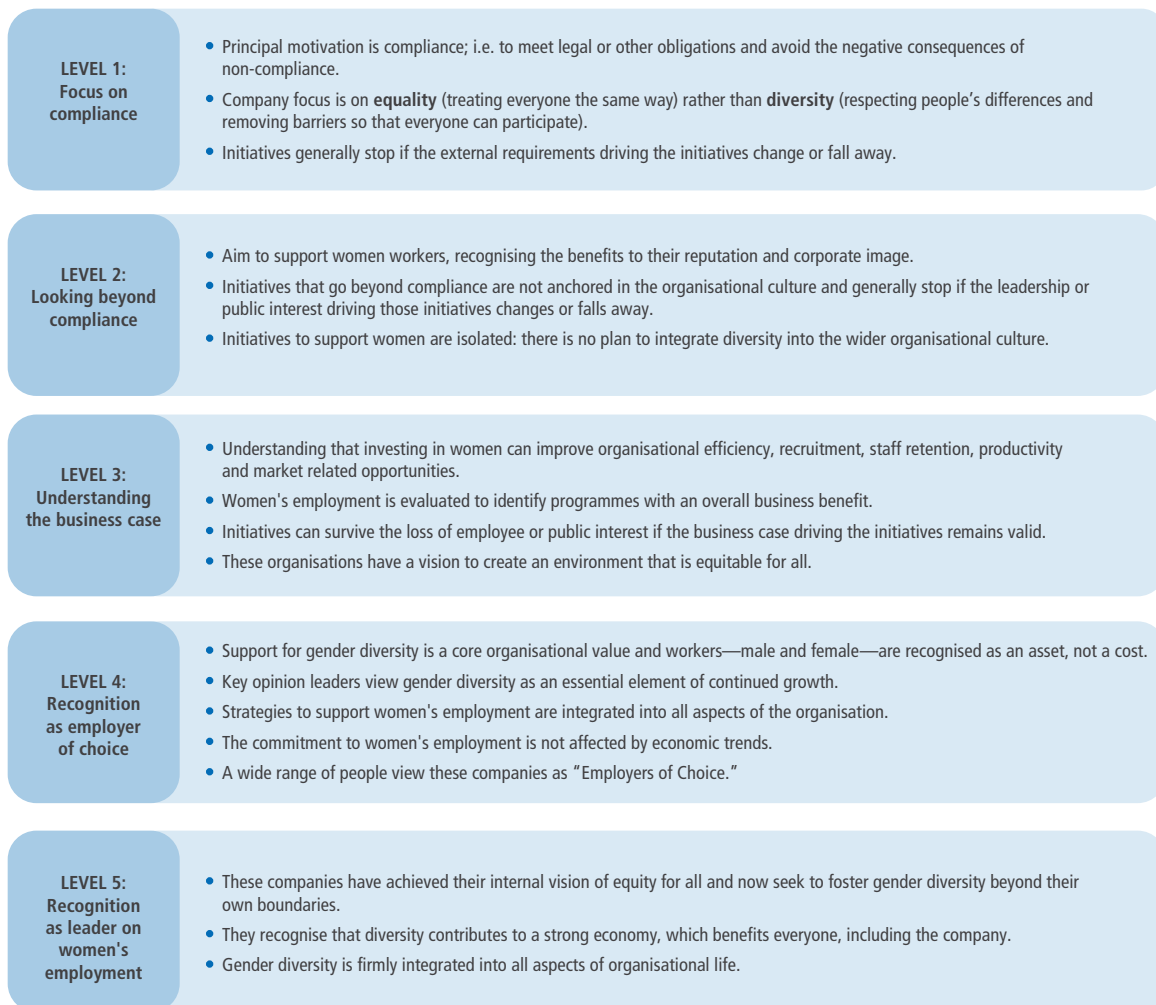 LEVEL 1:
Focus on
compliance
• Principal motivation is compliance; i.e. to meet legal or other obligations and avoid the negative consequences of
non-compliance.
• Company focus is on equality (treating everyone the same way) rather than diversity (respecting people's differences and
removing barriers so that everyone can participate).
• Initiatives generally stop if the external requirements driving the initiatives change or fall away.
LEVEL 2:
Looking beyond
compliance
• Aim to support women workers, recognising the benefits to their reputation and corporate image.
• Initiatives that go beyond compliance are not anchored in the organisational culture and generally stop if the leadership or
public interest driving those initiatives changes or falls away.
• Initiatives to support women are isolated: there is no plan to integrate diversity into the wider organisational culture.
LEVEL 3:
Understanding
the business case
• Understanding that investing in women can improve organisational efficiency, recruitment, staff retention, productivity
and market related opportunities.
• Women's employment is evaluated to identify programmes with an overall business benefit.
• Initiatives can survive the loss of employee or public interest if the business case driving the initiatives remains valid.
• These organisations have a vision to create an environment that is equitable for all.
LEVEL 4:
Recognition
as employer
of choice
• Support for gender diversity is a core organisational value and workers—male and female—are recognised as an asset, not a cost.
• Key opinion leaders view gender diversity as an essential element of continued growth.
• Strategies to support women's employment are integrated into all aspects of the organisation.
• The commitment to women's employment is not affected by economic trends.
• A wide range of people view these companies as "Employers of Choice."
LEVEL 5:
Recognition
as leader on
women's
employment
• These companies have achieved their internal vision of equity for all and now seek to foster gender diversity beyond their
own boundaries.
• They recognise that diversity contributes to a strong economy, which benefits everyone, including the company.
• Gender diversity is firmly integrated into all aspects of organisational life.